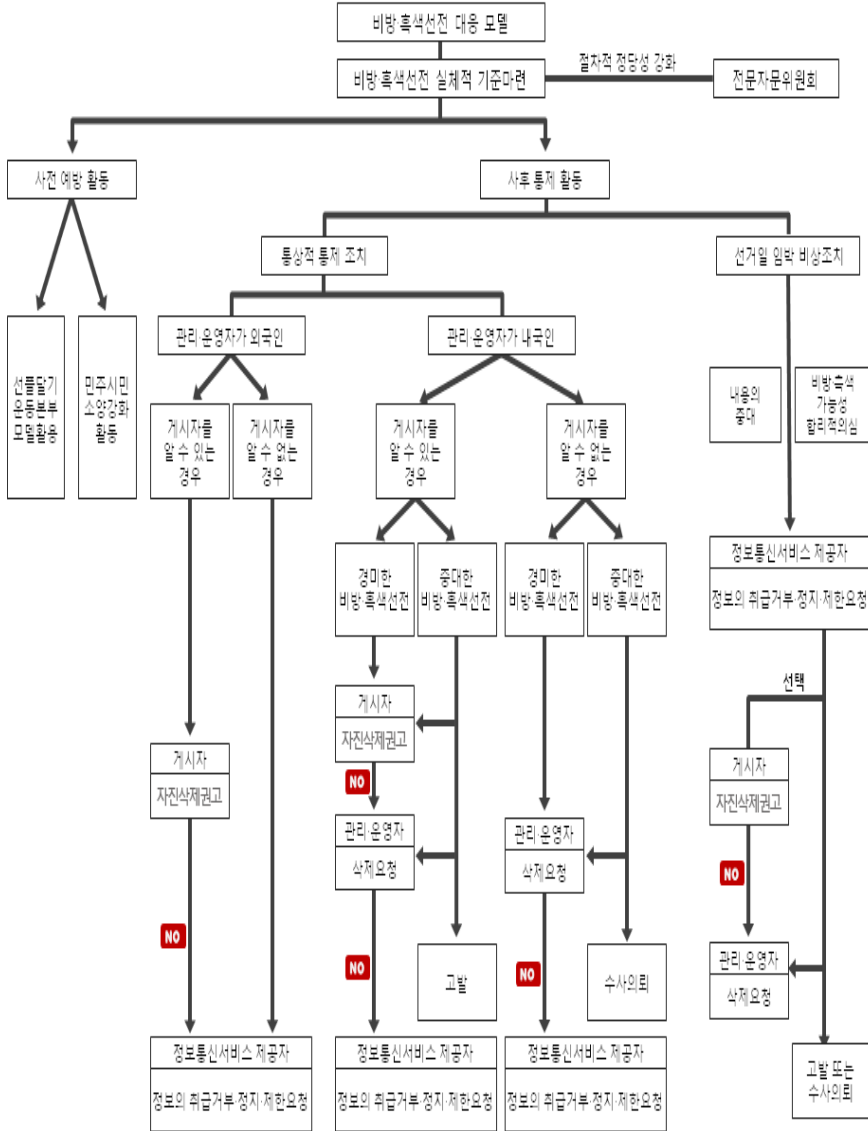 비방·흑색선전 대응 모델
비방·흑색선전 실체적 기준마련
절차적 정당성 강화
전문자문위원회
사전 예방 활동
사후 통제 활동
통상적 통제 조치
선거일 임박 비상조치
선플달기
운동본부
모델활용
민주시민
소양강화
활동
관리·운영자가 외국인
관리·운영자가 내국인
게시자를
알 수 있는
경우
게시자를
알 수 없는
경우
게시자를
알 수 있는
경우
게시자를
알 수 없는
경우
내용의
중대
비방·흑색
가능성
합리적의심
경미한
비방·흑색선전
중대한
비방·흑색선전
경미한
비방·흑색선전
중대한
비방·흑색선전
정보통신서비스 제공자
정보의 취급거부·정지·제한요청
선택
게시자
자진삭제권고
NO
게시자
자진삭제권고
NO
관리·운영자
삭제요청
NO
고발
관리·운영자
삭제요청
NO
수사의뢰
게시자
자진삭제권고
NO
관리·운영자
삭제요청
고발 또는
수사의뢰
정보통신서비스 제공자
정보의 취급거부·정지·제한요청
정보통신서비스 제공자
정보의 취급거부·정지·제한요청
정보통신서비스 제공자
정보의 취급거부·정지·제한요청